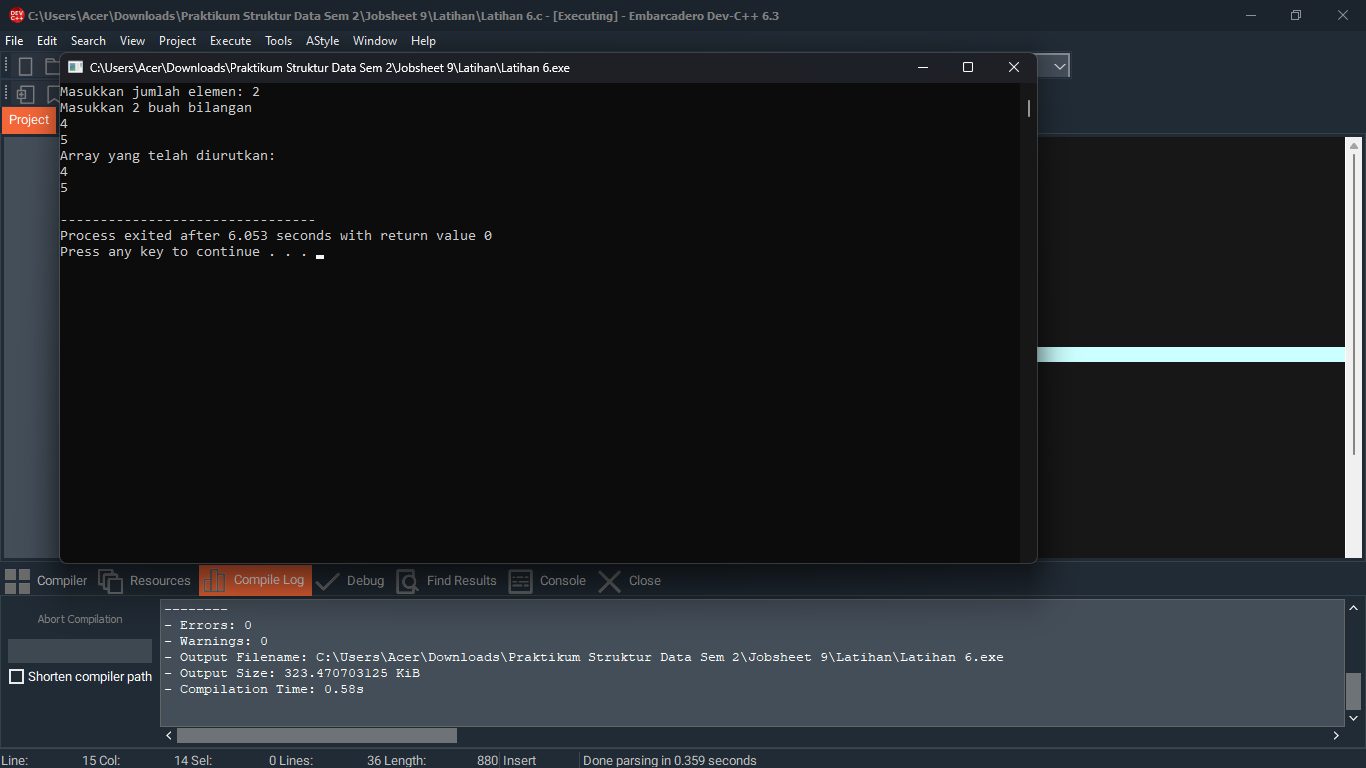 C:\Users\Acer\Downloads\Praktikum Struktur Data Sem 2\Jobsheet 9\Latihan\Latihan 6.c - [Executing] - Embarcadero Dev-C++ 6.3
File Edit Search View Project Execute Tools AStyle Window Help
C:\Users\Acer\Downloads\Praktikum Struktur Data Sem 2\Jobsheet 9\Latihan\Latihan 6.exe
Project
Masukkan jumlah elemen: 2
Masukkan 2 buah bilangan
4
5
Array yang telah diurutkan:
4
5
--------------------------------
Process exited after 6.053 seconds with return value 0
Press any key to continue . . .
Compiler Resources Compile Log Debug Find Results Console Close
Abort Compilation
Shorten compiler path
--------
- Errors: 0
- Warnings: 0
- Output Filename: C:\Users\Acer\Downloads\Praktikum Struktur Data Sem 2\Jobsheet 9\Latihan\Latihan 6.exe
- Output Size: 323.470703125 KiB
- Compilation Time: 0.58s
Line: 15 Col: 14 Sel: 0 Lines: 36 Length: 880 Insert Done parsing in 0.359 seconds